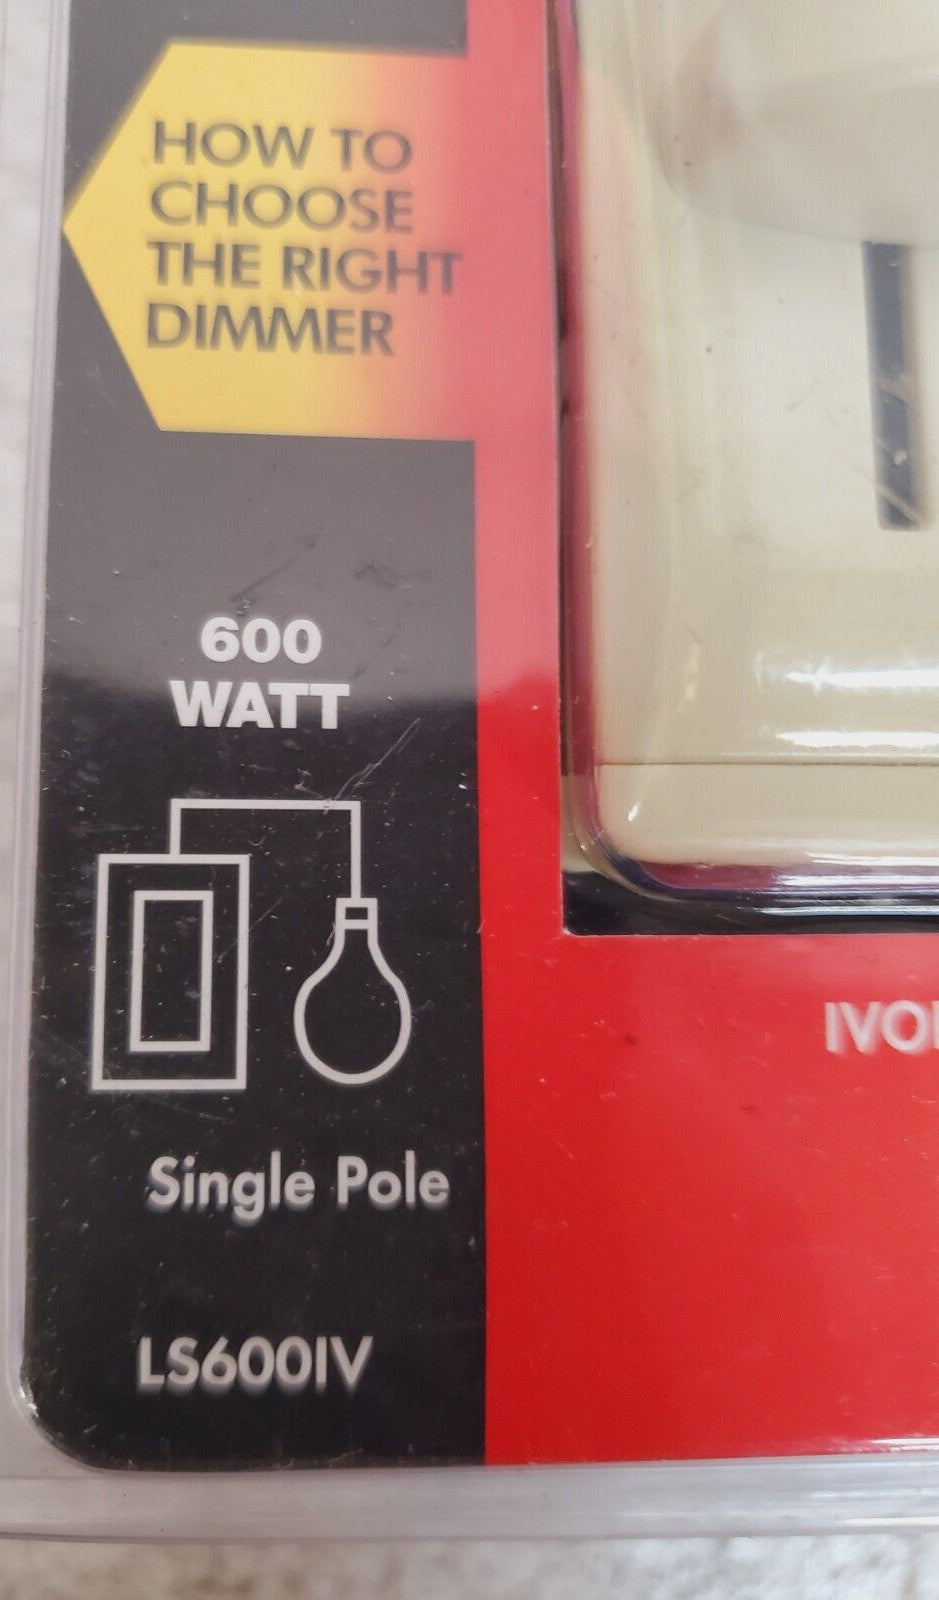 HOW TO
CHOOSE
THE RIGHT
DIMMER
600
WATT
Single Pole
LS600IV